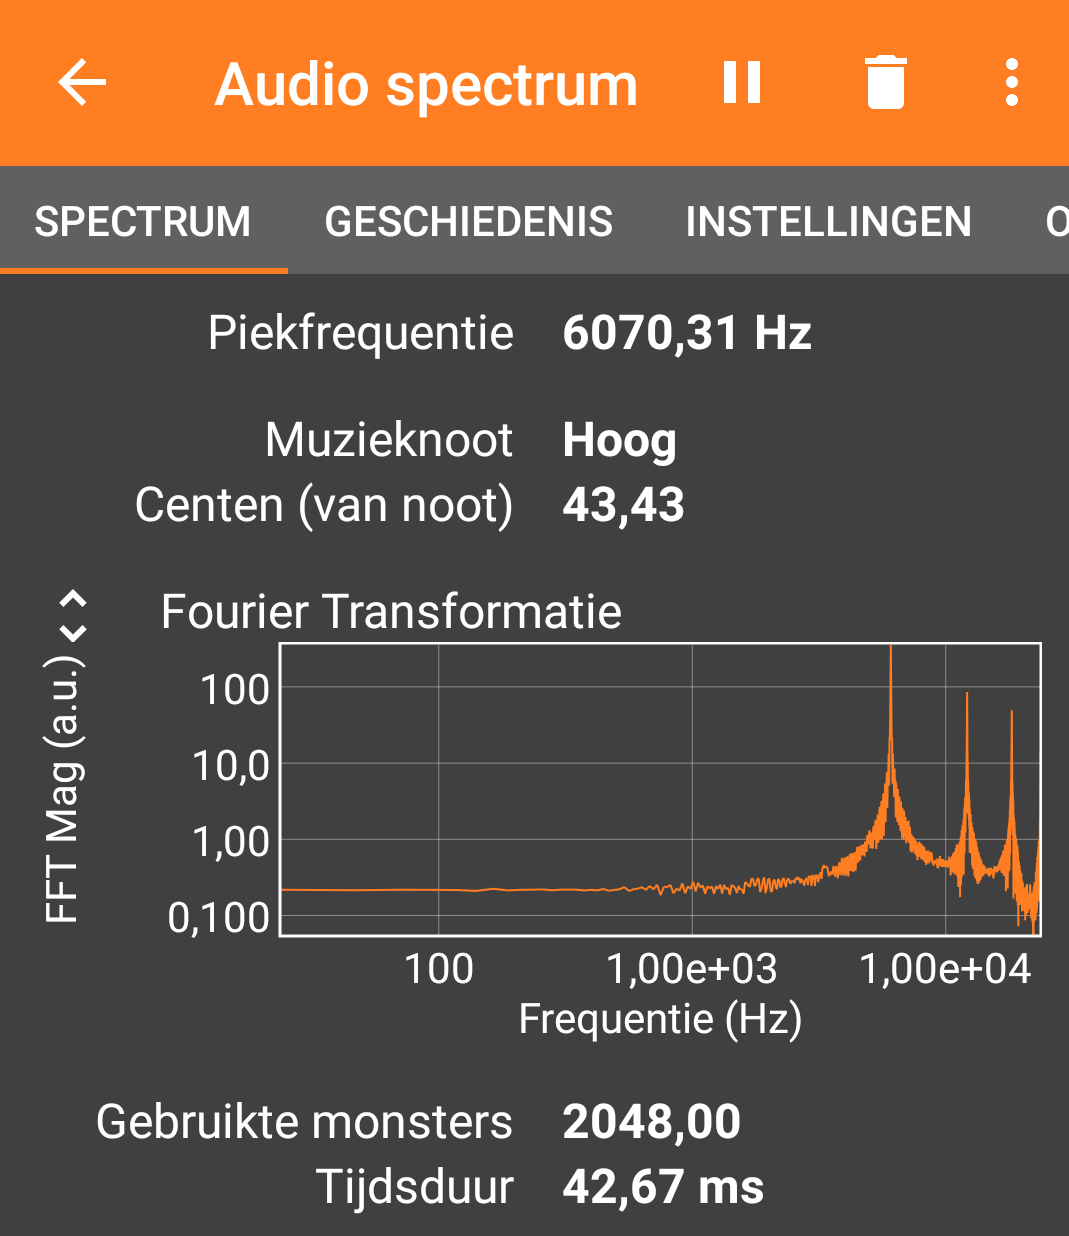 Audio spectrum
SPECTRUM GESCHIEDENIS INSTELLINGEN O
Piekfrequentie 6070,31 Hz
Muzieknoot Hoog
Centen (van noot) 43,43
Fourier Transformatie
FFT Mag (a.u.)
100
10,0
1,00
0,100
100 1,00e+03 1,00e+04
Frequentie (Hz)
Gebruikte monsters 2048,00
Tijdsduur 42,67 ms